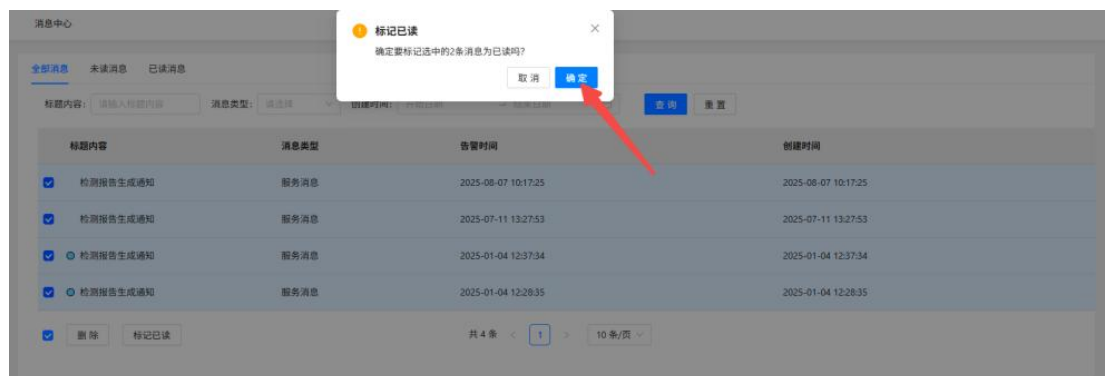 消息中心
标记已读
确定要标记选中的2条消息为已读吗?
取 消 确 定
全部消息 未读消息 已读消息
标题内容: 请输入标题内容 消息类型: 请选择 创建时间: 开始日期 结束日期 查 询 重 置
标题内容 消息类型 告警时间 创建时间
检测报告生成通知 服务消息 2025-08-07 10:17:25 2025-08-07 10:17:25
检测报告生成通知 服务消息 2025-07-11 13:27:53 2025-07-11 13:27:53
检测报告生成通知 服务消息 2025-01-04 12:37:34 2025-01-04 12:37:34
检测报告生成通知 服务消息 2025-01-04 12:28:35 2025-01-04 12:28:35
删 除 标记已读 共 4 条 < 1 > 10 条/页